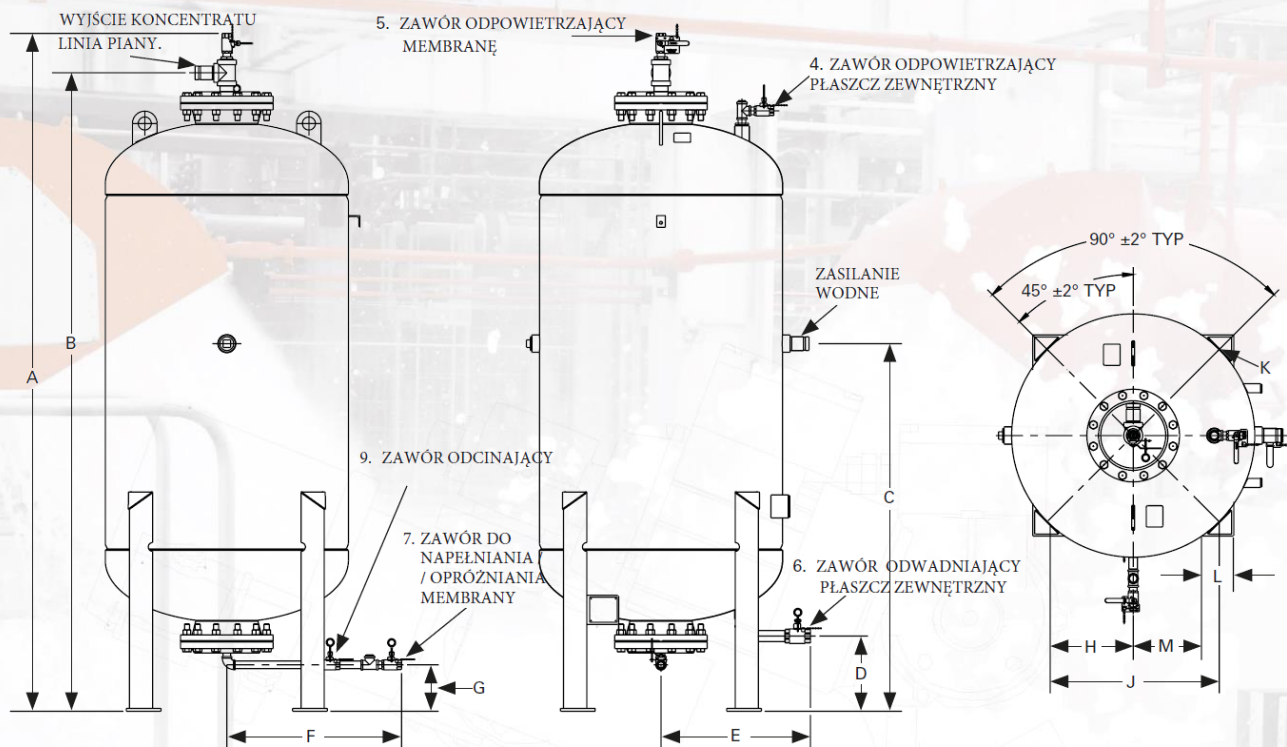 WYJŚCIE KONCENTRATU
LINIA PIANY.
5. ZAWÓR ODPOWIETRZAJĄCY
MEMBRANĘ
4. ZAWÓR ODPOWIETRZAJĄCY
PŁASZCZ ZEWNĘTRZNY
90° ±2° TYP
45° ±2° TYP
ZASILANIE
WODNE
A
B
K
9. ZAWÓR ODCINAJĄCY
C
7. ZAWÓR DO
NAPEŁNIANIA /
/ OPRÓŻNIANIA
MEMBRANY
6. ZAWÓR ODWADNIAJĄCY
PŁASZCZ ZEWNĘTRZNY
L
H
M
D
G
J
F
E